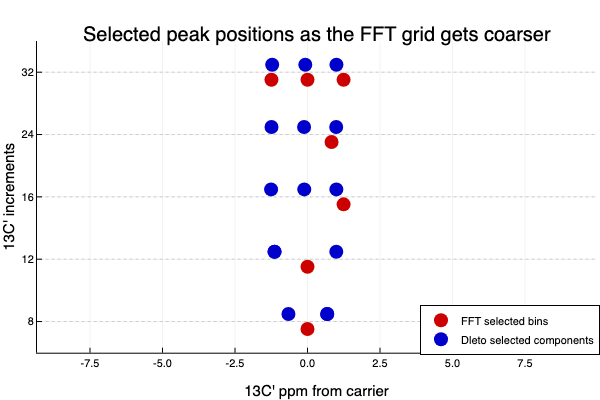 Selected peak positions as the FFT grid gets coarser
13C' increments
32
24
16
12
8
-7.5
-5.0
-2.5
0.0
2.5
5.0
7.5
13C' ppm from carrier
FFT selected bins
Dleto selected components